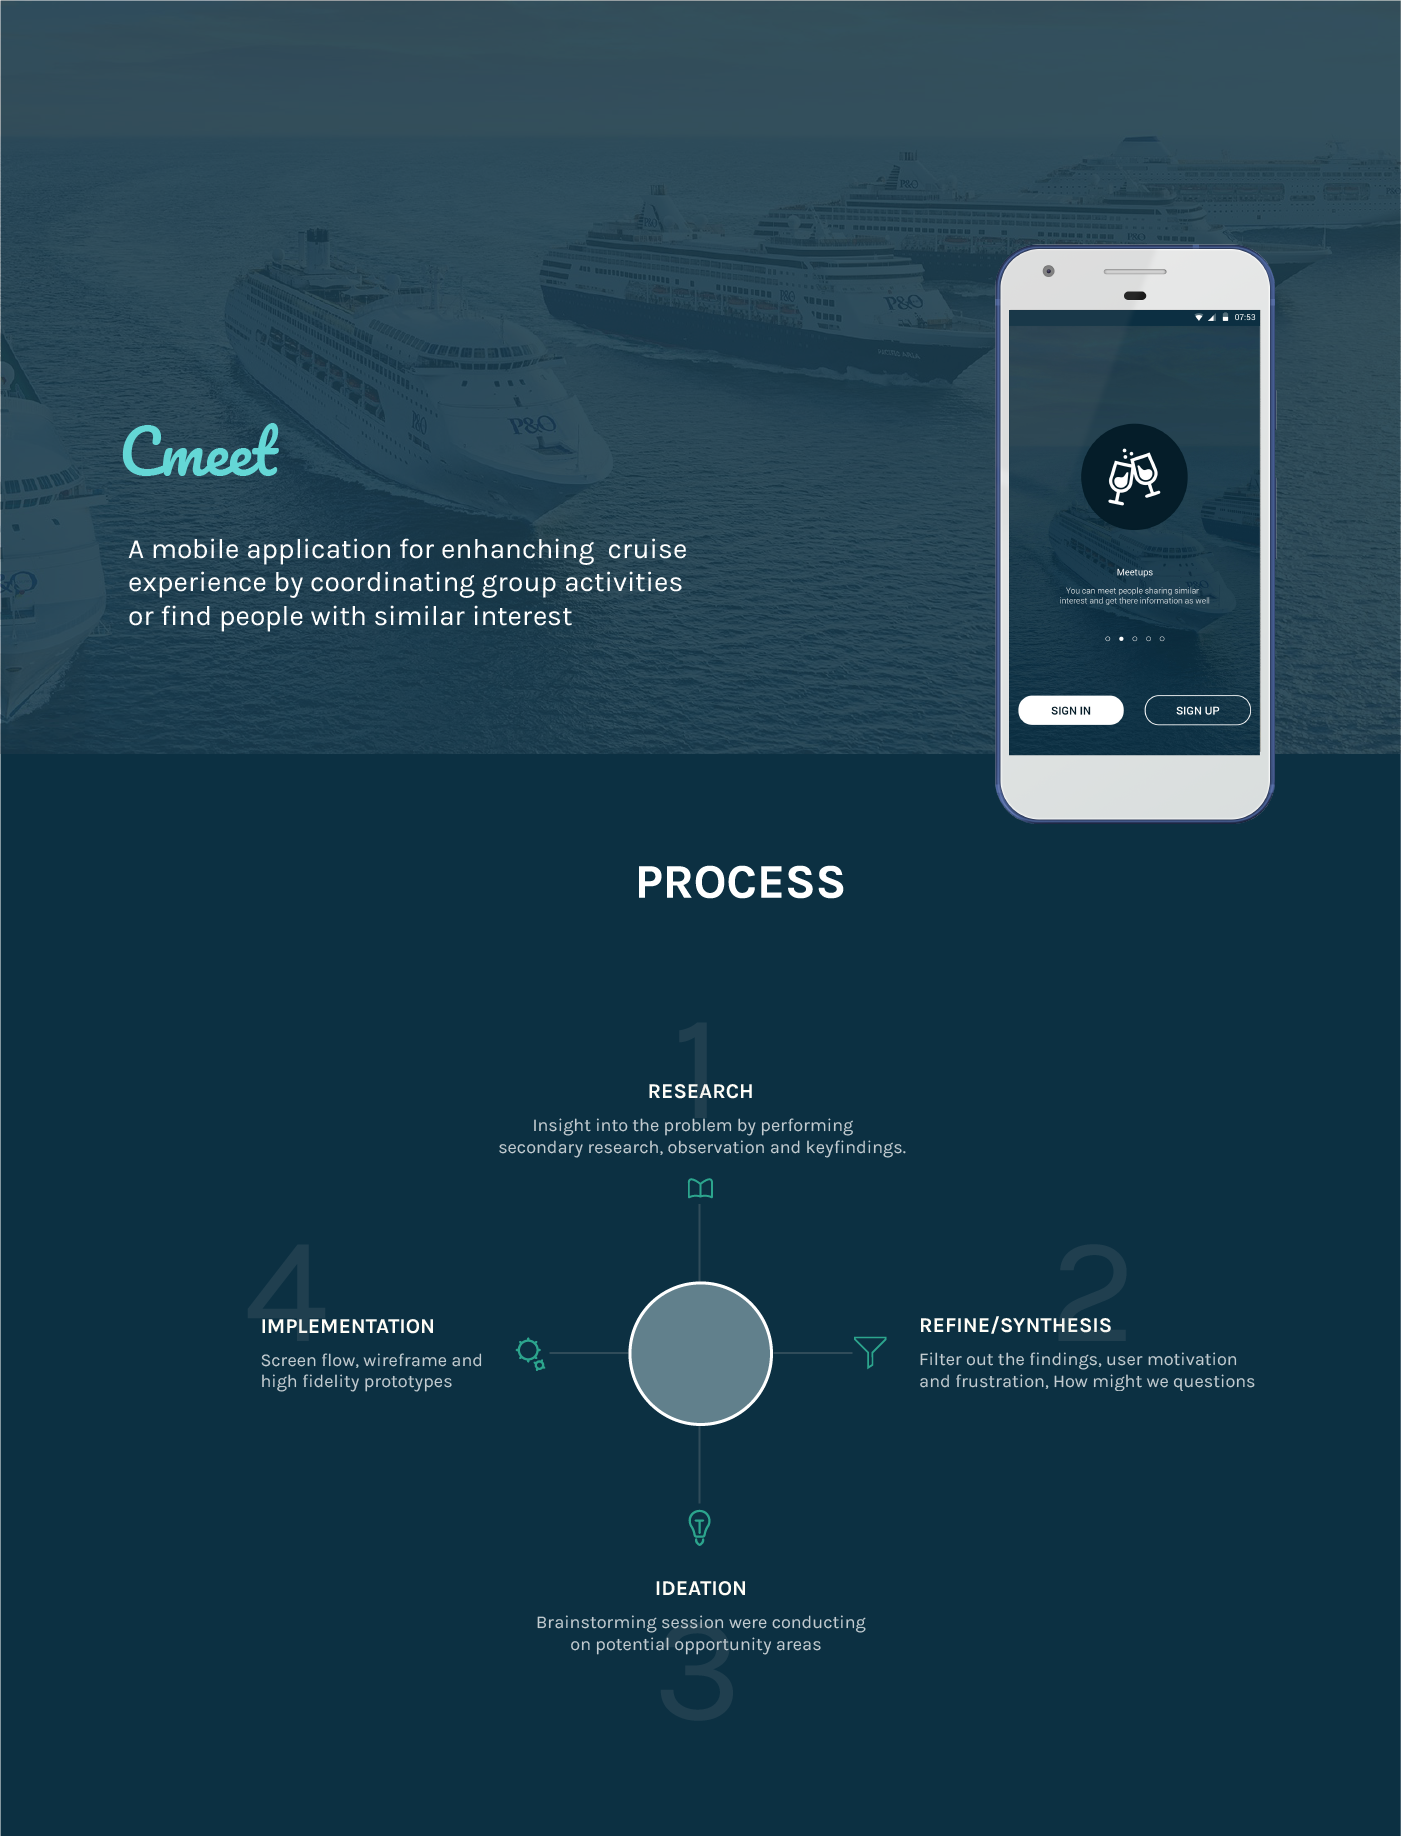 P&O
P&O
P&O
P&O
P&O
P&O
P&O
07:53
Cmeet
A mobile application for enhanching cruise
experience by coordinating group activities
or find people with similar interest
Meetups
You can meet people sharing similar
interest and get there information as well
SIGN IN
SIGN UP
PROCESS
1
RESEARCH
Insight into the problem by performing
secondary research, observation and keyfindings.
4
IMPLEMENTATION
Screen flow, wireframe and
high fidelity prototypes
2
REFINE/SYNTHESIS
Filter out the findings, user motivation
and frustration, How might we questions
IDEATION
Brainstorming session were conducting
on potential opportunity areas
3